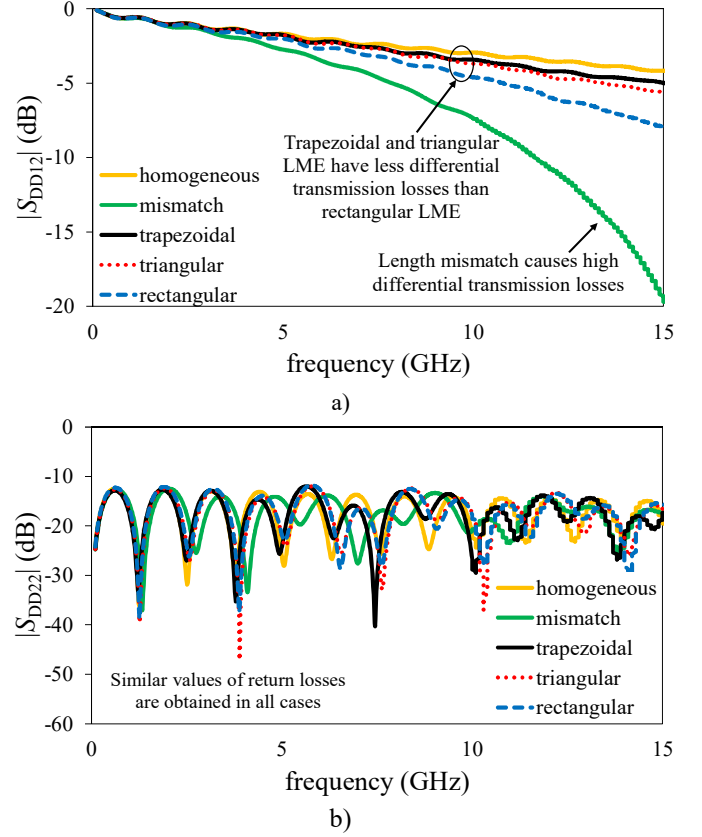 0
-5
-10
-15
-20
|S_DD12| (dB)
Trapezoidal and triangular
LME have less differential
transmission losses than
rectangular LME
homogeneous
mismatch
trapezoidal
triangular
rectangular
Length mismatch causes high
differential transmission losses
0 5 10 15
frequency (GHz)
a)
0
-10
-20
-30
-40
-50
-60
|S_DD22| (dB)
homogeneous
mismatch
trapezoidal
triangular
rectangular
Similar values of return losses
are obtained in all cases
0 5 10 15
frequency (GHz)
b)